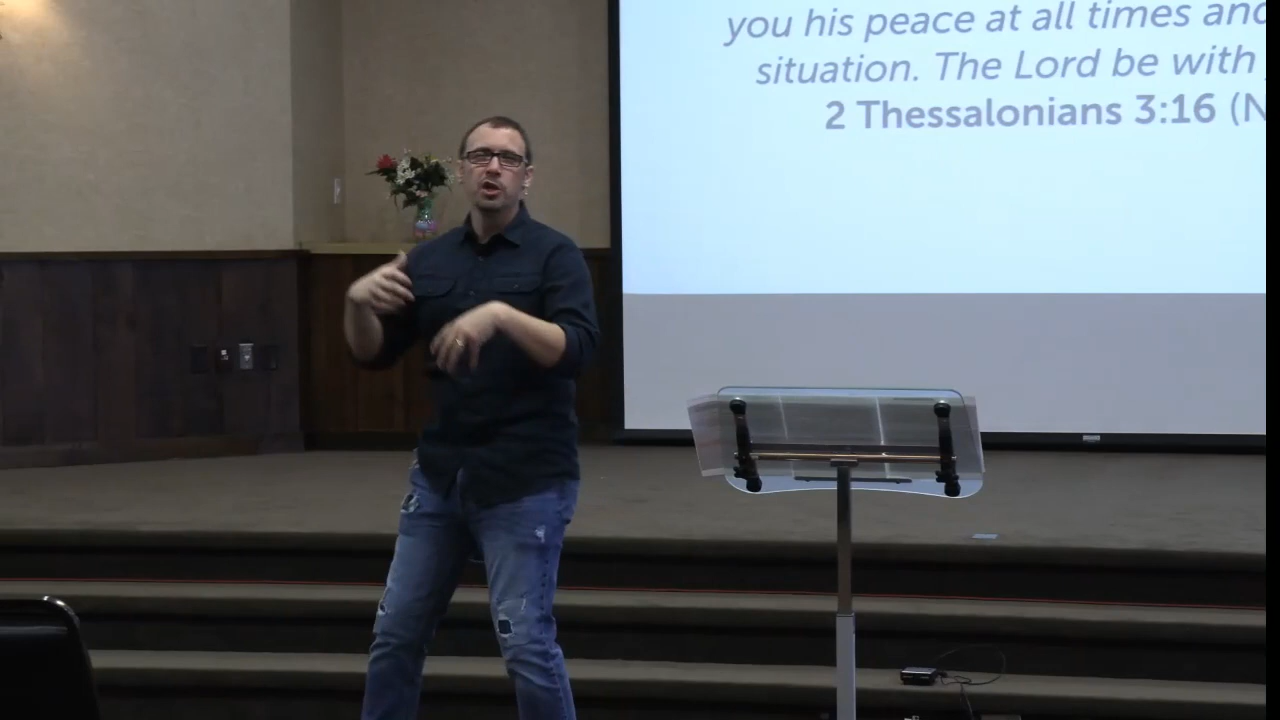 you his peace at all times and
situation. The Lord be with
2 Thessalonians 3:16 (N